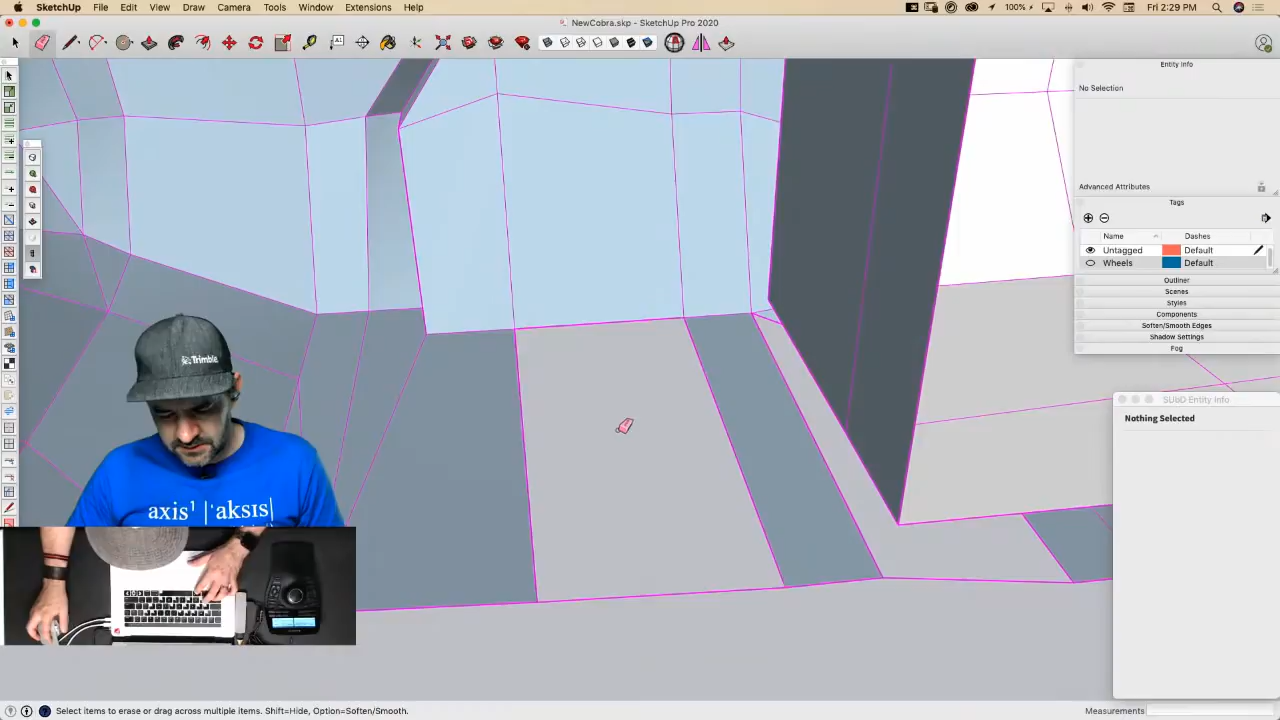 SketchUp File Edit View Draw Camera Tools Window Extensions Help
100% Fri 2:29 PM
NewCobra.skp - SketchUp Pro 2020
Entity Info
No Selection
Advanced Attributes
Tags
Name Dashes
Untagged Default
Wheels Default
Outliner
Scenes
Styles
Components
Soften/Smooth Edges
Shadow Settings
Fog
SUbD Entity Info
Nothing Selected
Trimble
axis¹ |ˈaksɪs|
Select items to erase or drag across multiple items. Shift=Hide, Option=Soften/Smooth.
Measurements